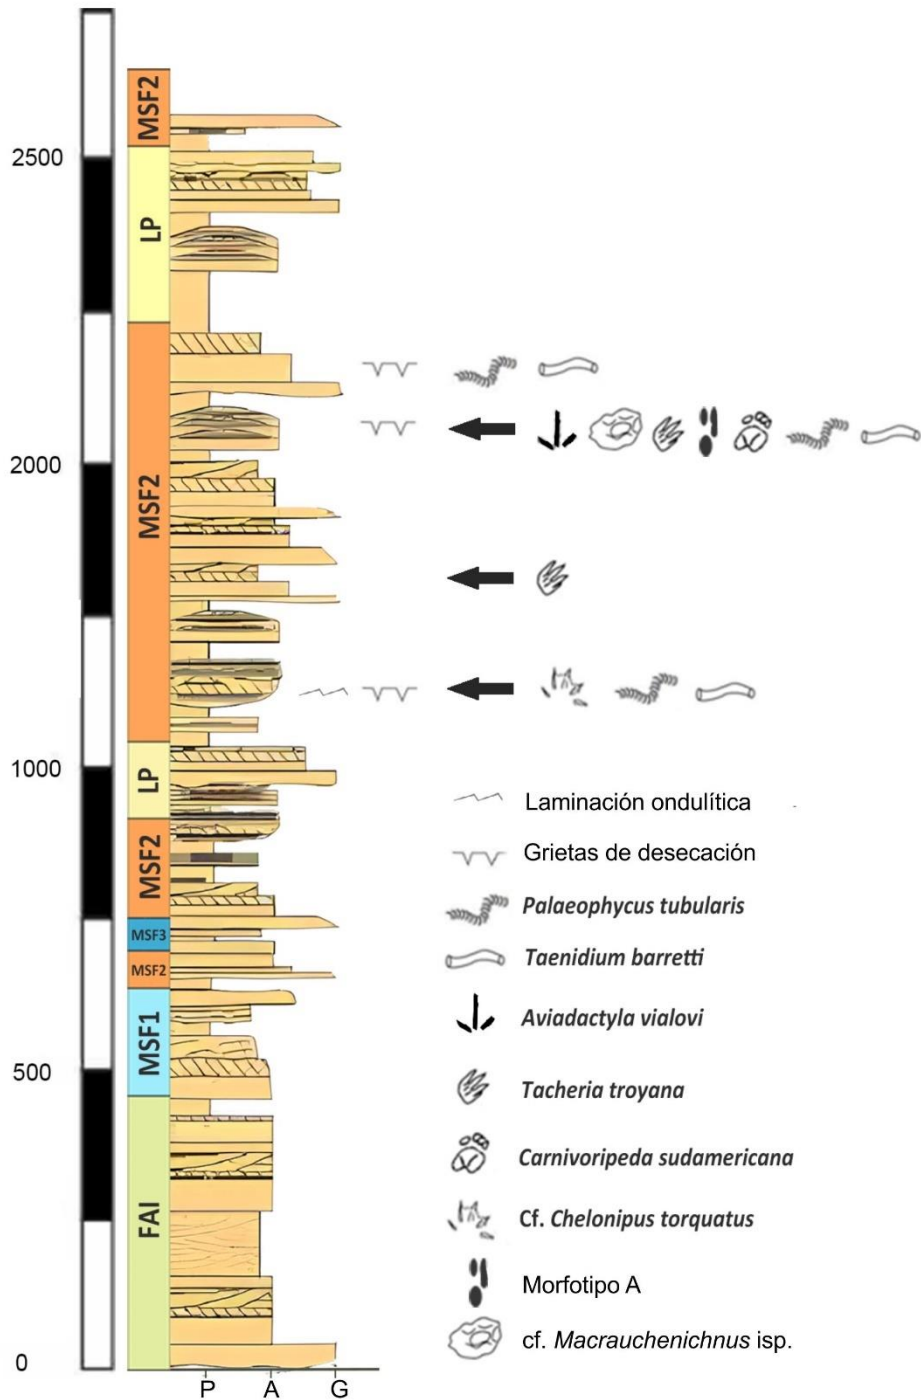 2500
2000
1000
500
0
MSF2
LP
MSF2
LP
MSF2
MSF3
MSF2
MSF1
FAI
P A G
Laminación ondulítica
Grietas de desecación
Palaeophycus tubularis
Taenidium barretti
Aviadactyla vialovi
Tacheria troyana
Carnivoripeda sudamericana
Cf. Chelonipus torquatus
Morfotipo A
cf. Macrauchenichnus isp.